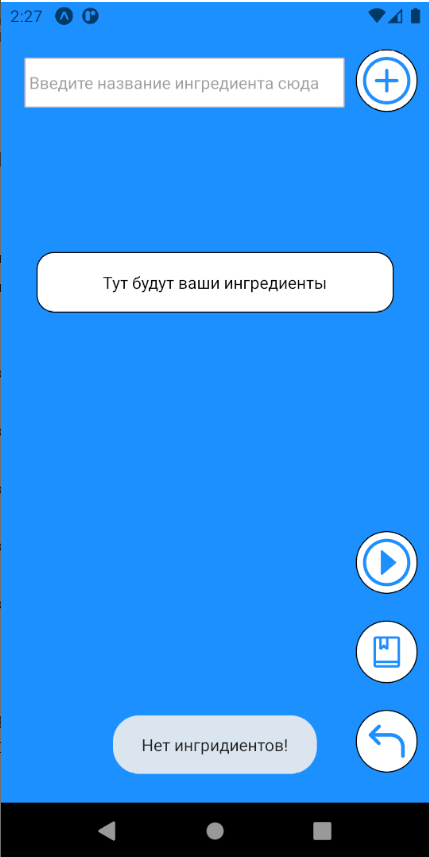 2:27
Введите название ингредиента сюда
Тут будут ваши ингредиенты
Нет ингридиентов!